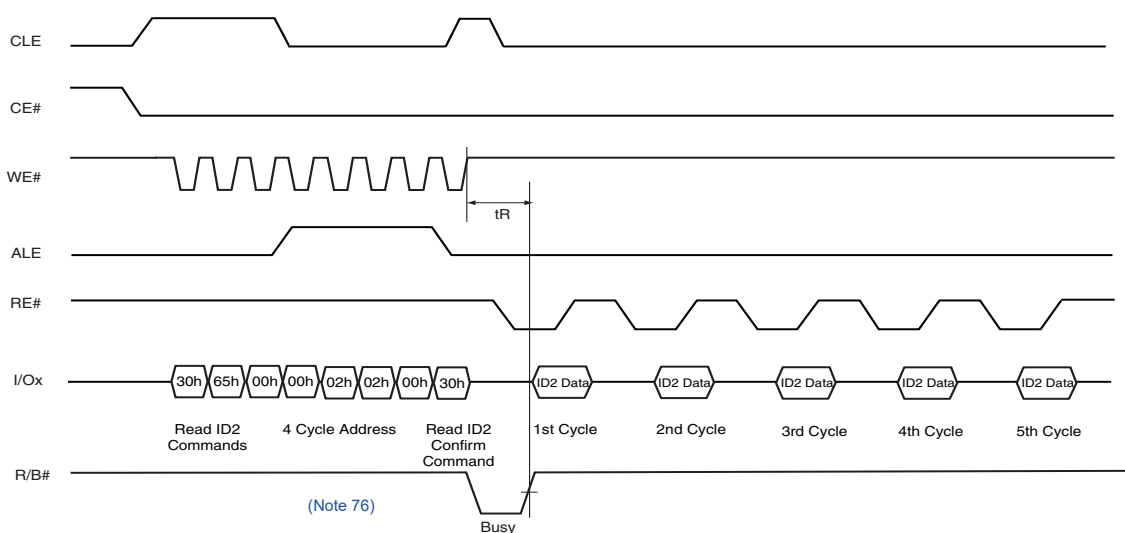 CLE
CE#
WE#
tR
ALE
RE#
I/Ox
30h 65h 00h 00h 02h 02h 00h 30h ID2 Data ID2 Data ID2 Data ID2 Data ID2 Data
Read ID2 Commands
4 Cycle Address
Read ID2 Confirm Command
1st Cycle
2nd Cycle
3rd Cycle
4th Cycle
5th Cycle
R/B#
(Note 76)
Busy